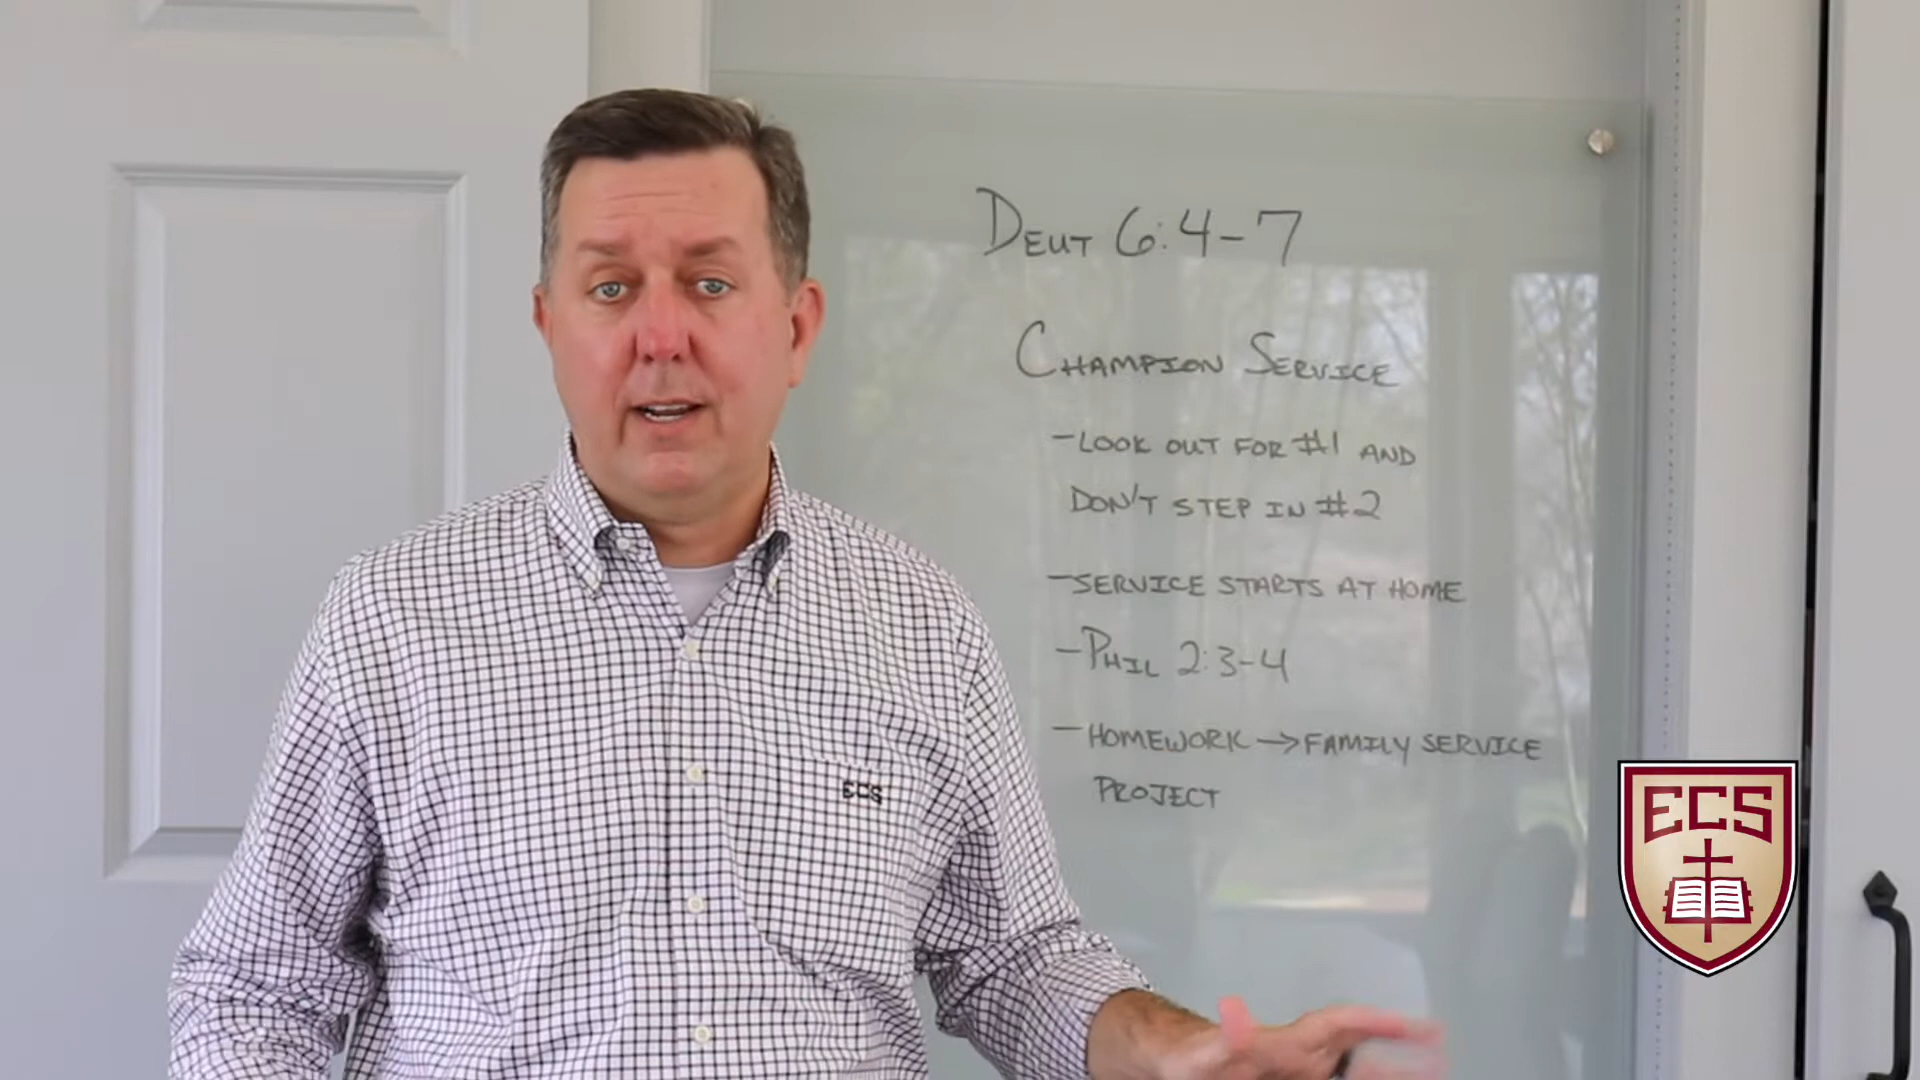 DEUT 6:4-7
CHAMPION SERVICE
-LOOK OUT FOR #1 AND
DON'T STEP IN #2
-SERVICE STARTS AT HOME
-PHIL 2:3-4
-HOMEWORK→FAMILY SERVICE
PROJECT
ECS
ECS